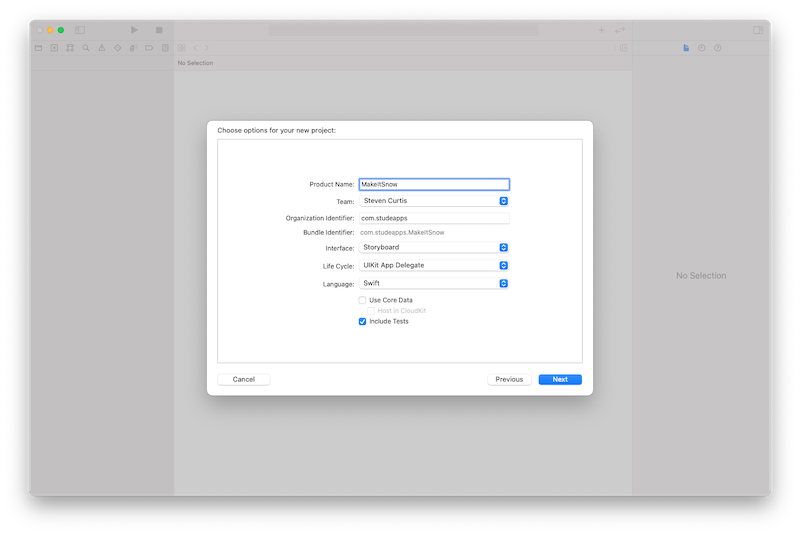 No Selection
Choose options for your new project:
Product Name: MakeItSnow
Team: Steven Curtis
Organization Identifier: com.studeapps
Bundle Identifier: com.studeapps.MakeItSnow
Interface: Storyboard
Life Cycle: UIKit App Delegate
Language: Swift
Use Core Data
Host in CloudKit
Include Tests
No Selection
Cancel Previous Next